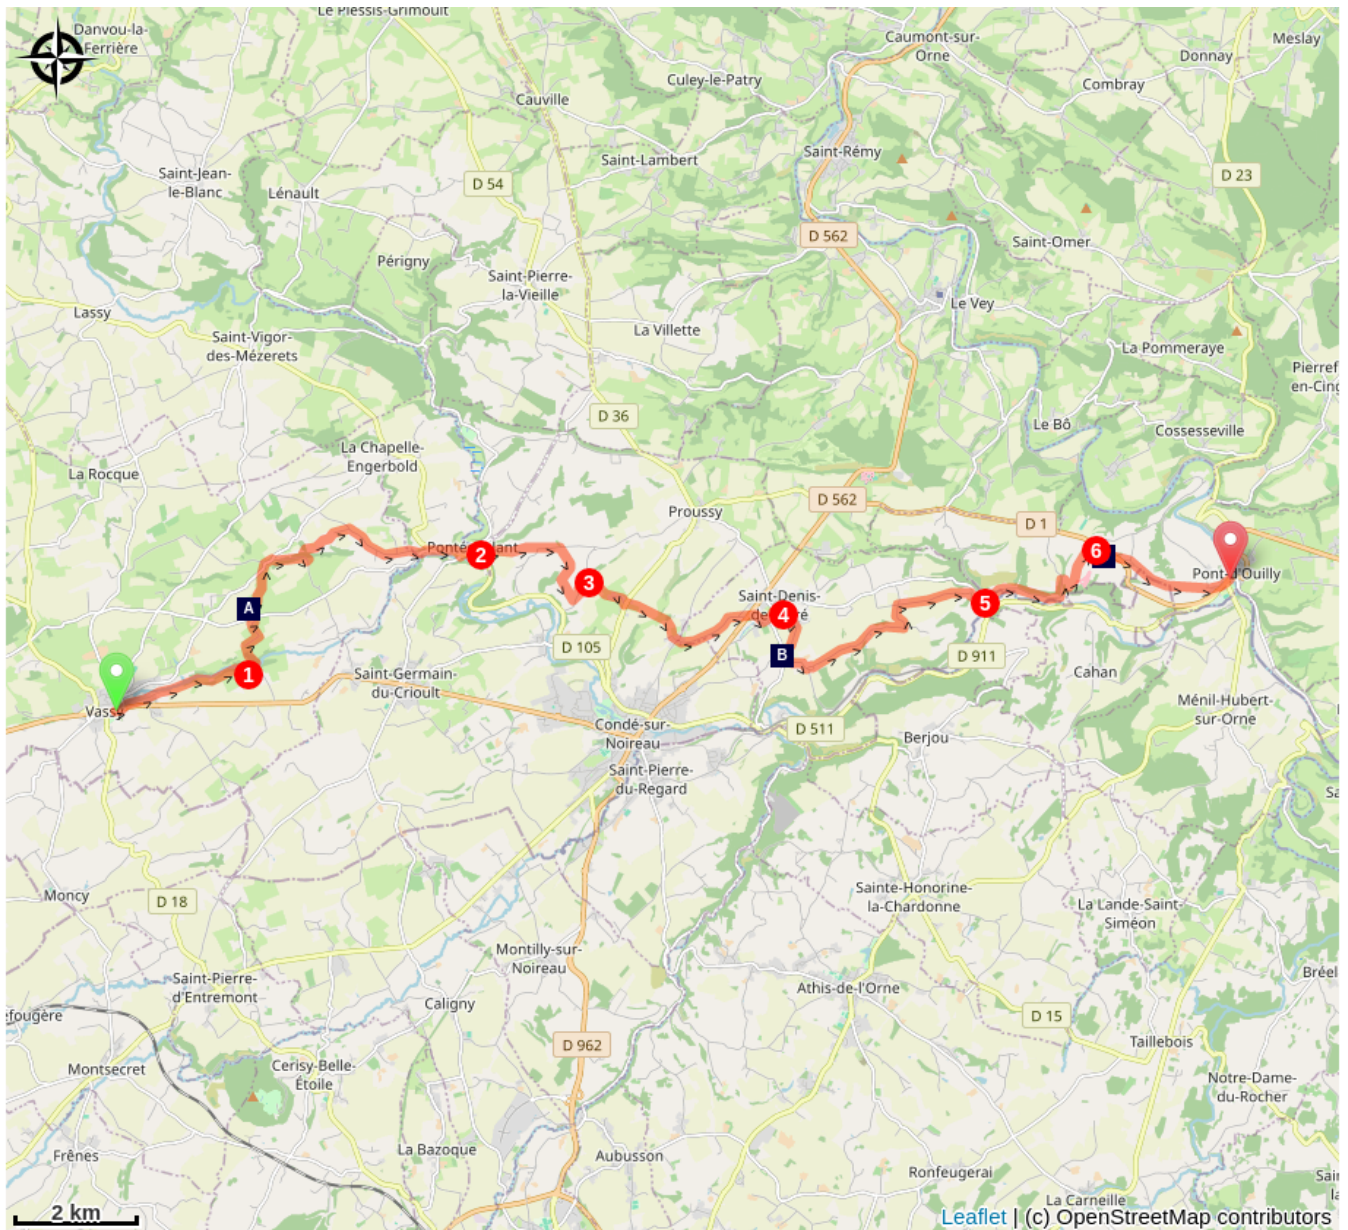 Le Plessis-Grimoult
Danvou-la-
Ferrière
Caumont-sur-
Orne
Meslay
Donnay
Culey-le-Patry
Combray
Cauville
Saint-Rémy
Saint-Lambert
Saint-Jean-
le-Blanc
Lénault
D 54
D 23
D 562
Saint-Omer
Périgny
Saint-Pierre-
la-Vieille
Le Vey
Lassy
La Villette
Saint-Vigor-
des-Mézerets
La Pommeraye
Pierref
en-Cinq
D 36
Le Bô
Cossesseville
La Chapelle-
Engerbold
La Rocque
D 562
Proussy
D 1
2
6
Pont-d'Ouilly
3
A
Saint-Denis-
4
5
D 105
B
D 911
1
Saint-Germain-
du-Crioult
Cahan
Ménil-Hubert-
sur-Orne
Condé-sur-
Noireau
D 511
Berjou
Saint-Pierre-
du-Regard
Moncy
D 18
Sainte-Honorine-
la-Chardonne
La Lande-Saint-
Siméon
Montilly-sur-
Noireau
Saint-Pierre-
d'Entremont
Athis-de-l'Orne
Bréel
Caligny
efougère
D 15
D 962
Taillebois
Montsecret
Cerisy-Belle-
Étoile
Notre-Dame-
du-Rocher
La Bazoque
Frênes
Aubusson
Ronfeugerai
Sain
La Carneille
2 km
Leaflet | (c) OpenStreetMap contributors